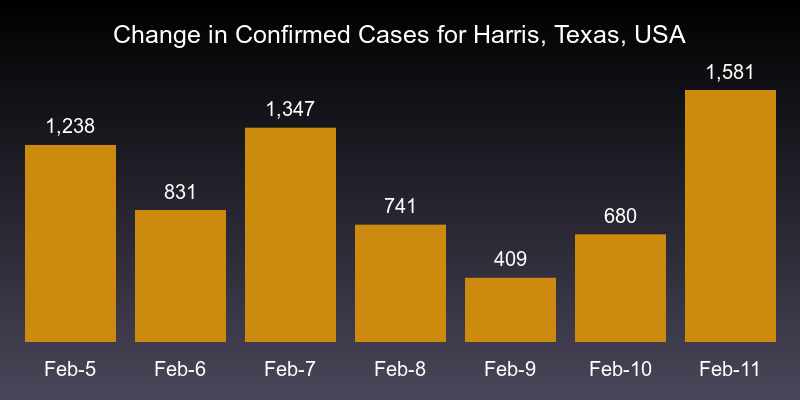 Change in Confirmed Cases for Harris, Texas, USA
1,238
831
1,347
741
409
680
1,581
Feb-5
Feb-6
Feb-7
Feb-8
Feb-9
Feb-10
Feb-11